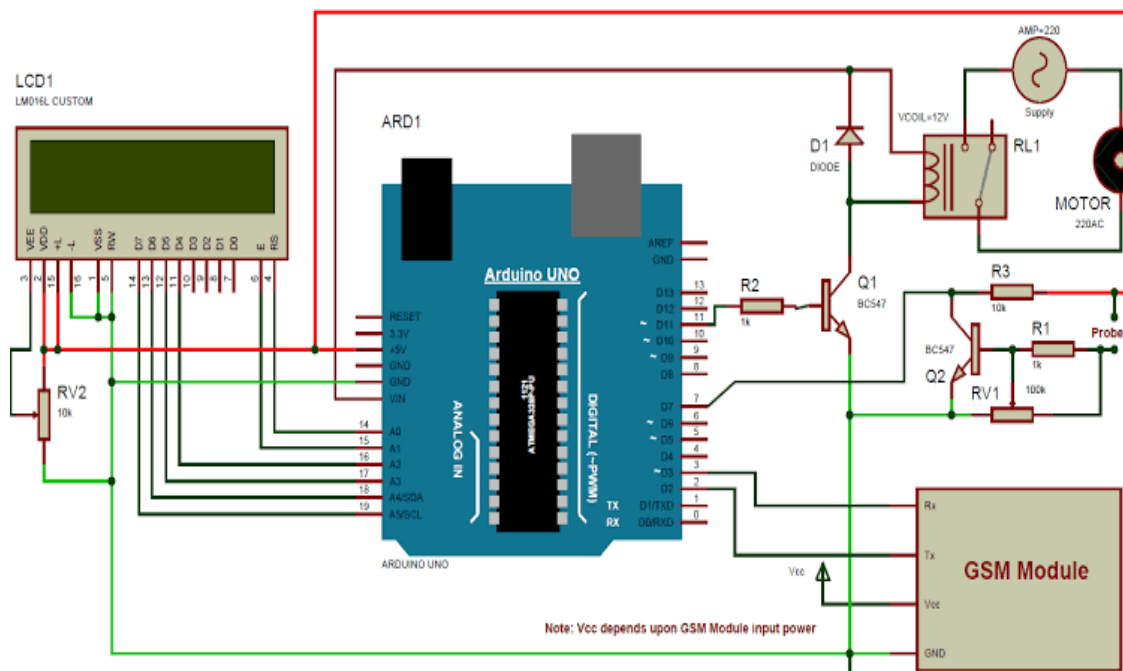 AMP=220
Supply
LCD1
LM016L CUSTOM
ARD1
VCOIL=12V
D1
DIODE
RL1
MOTOR
220AC
VEE
VDD
+L
-L
VSS
RW
D7
D6
D5
D4
D3
D2
D1
D0
E
RS
3
2
15
16
1
5
14
13
12
11
10
9
8
7
6
4
RV2
10k
Arduino UNO
RESET
3.3V
+5V
GND
GND
VIN
14 A0
15 A1
16 A2
17 A3
18 A4/SDA
19 A5/SCL
ANALOG IN
ATMEGA328P-PU
1121
DIGITAL (~PWM)
AREF
GND
D13 13
D12 12
~ D11 11
~ D10 10
~ D9 9
D8 8
D7 7
~ D6 6
~ D5 5
D4 4
~ D3 3
D2 2
TX D1/TXD 1
RX D0/RXD 0
ARDUINO UNO
R2
1k
Q1
BC547
R3
10k
BC547
Q2
R1
1k
Probe
RV1
100k
Rx
Tx
Vcc
GND
GSM Module
Vcc
Note: Vcc depends upon GSM Module input power